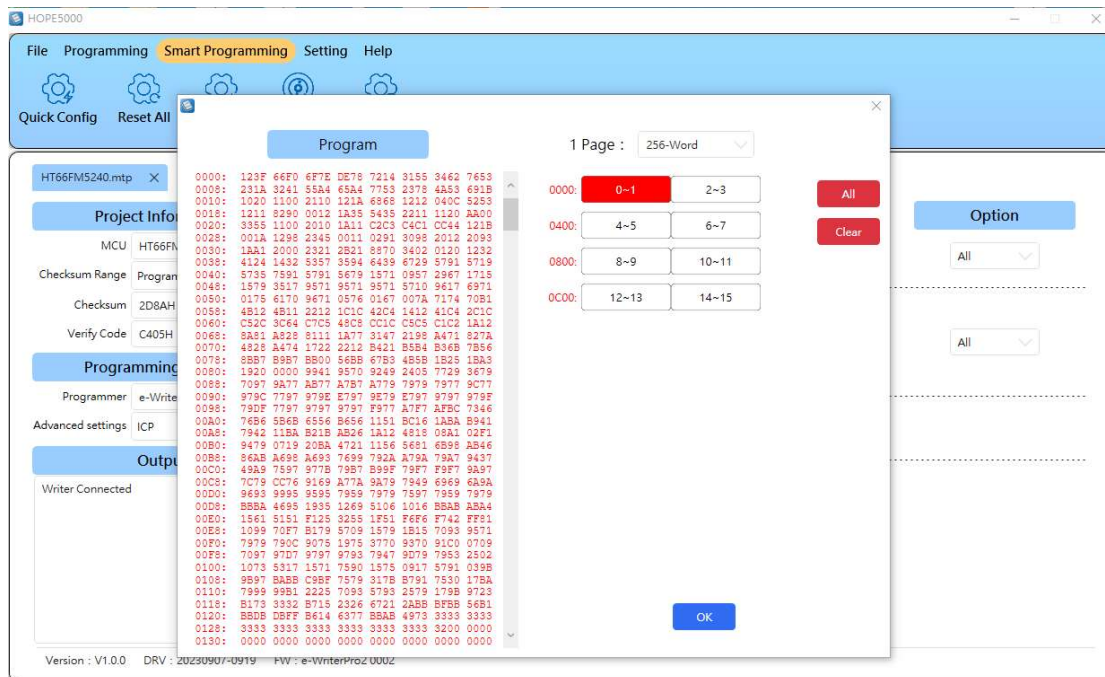 HOPE5000
File Programming Smart Programming Setting Help
Quick Config Reset All
HT66FM5240.mtp
Project Infor
MCU HT66FM
Checksum Range Program
Checksum 2D8AH
Verify Code C405H
Programming
Programmer e-Write
Advanced settings ICP
Outpu
Writer Connected
Program
0000: 123F 66F0 6F7E DE78 7214 3155 3462 7653
0008: 231A 3241 55A4 65A4 7753 2378 4A53 691B
0010: 1020 1100 2110 121A 6868 1212 040C 5253
0018: 1211 8290 0012 1A35 5435 2211 1120 AA00
0020: 3355 1100 2010 1A11 C2C3 C4C1 CC44 121B
0028: 001A 1298 2345 0011 0291 3098 2012 2093
0030: 1AA1 2000 2321 2B21 8870 3402 0120 1232
0038: 4124 1432 5357 3594 6439 6729 5791 5719
0040: 5735 7591 5791 5679 1571 0957 2967 1715
0048: 1579 3517 9571 9571 9571 5710 9617 6971
0050: 0175 6170 9671 0576 0167 007A 7174 70B1
0058: 4B12 4B11 2212 1C1C 42C4 1412 41C4 2C1C
0060: C52C 3C64 C7C5 48C8 CC1C C5C5 C1C2 1A12
0068: 8A81 A828 8111 1A77 3147 2198 A471 827A
0070: 4828 A474 1722 2212 B421 B5B4 B36B 7B56
0078: 8BB7 B9B7 BB00 56BB 67B3 4B5B 1B25 1BA3
0080: 1920 0000 9941 9570 9249 2405 7729 3679
0088: 7097 9A77 AB77 A7B7 A779 7979 7977 9C77
0090: 979C 7797 979E E797 9E79 E797 9797 979F
0098: 79DF 7797 9797 9797 F977 A7F7 AFBC 7346
00A0: 76B6 5B6B 6556 B656 1151 BC16 1ABA B941
00A8: 7942 11BA B21B AB26 1A12 4818 08A1 02F1
00B0: 9479 0719 20BA 4721 1156 5681 6B98 AB46
00B8: 86AB A698 A693 7699 792A A79A 79A7 9437
00C0: 49A9 7597 977B 79B7 B99F 79F7 F9F7 9A97
00C8: 7C79 CC76 9169 A77A 9A79 7949 6969 6A9A
00D0: 9693 9995 9595 7959 7979 7597 7959 7979
00D8: BBBA 4695 1935 1269 5106 1016 BBAB ABA4
00E0: 1561 5151 F125 3255 1F51 F6F6 F742 FF81
00E8: 1099 70F7 B179 5709 1579 1B15 7093 9571
00F0: 7979 790C 9075 1975 3770 9370 91C0 0709
00F8: 7097 97D7 9797 9793 7947 9D79 7953 2502
0100: 1073 5317 1571 7590 1575 0917 5791 039B
0108: 9B97 BABB C9BF 7579 317B B791 7530 17BA
0110: 7999 99B1 2225 7093 5793 2579 179B 9723
0118: B173 3332 B715 2326 6721 2ABB BFBB 56B1
0120: BBDB DBFF B614 6377 BBAB 4973 3333 3333
0128: 3333 3333 3333 3333 3333 3333 3200 0000
0130: 0000 0000 0000 0000 0000 0000 0000 0000
1 Page : 256-Word
0000: 0~1 2~3
0400: 4~5 6~7
0800: 8~9 10~11
0C00: 12~13 14~15
All
Clear
OK
Option
All
All
Version : V1.0.0 DRV : 20230907-0919 FW : e-WriterPro2 0002